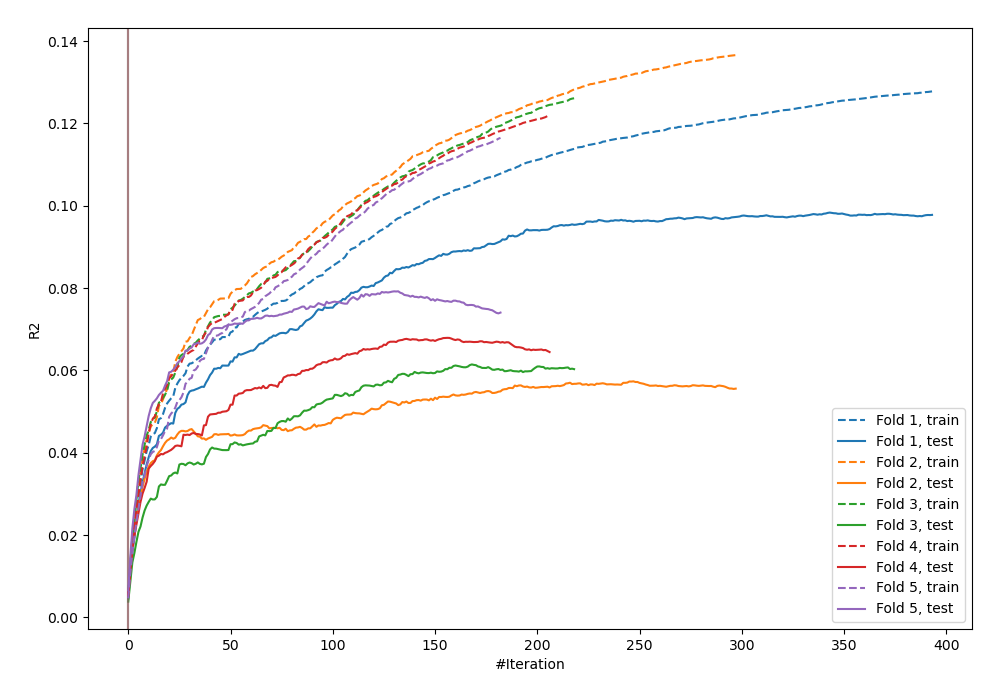 0.14
0.12
0.10
0.08
0.06
0.04
0.02
0.00
R2
0 50 100 150 200 250 300 350 400
#Iteration
Fold 1, train
Fold 1, test
Fold 2, train
Fold 2, test
Fold 3, train
Fold 3, test
Fold 4, train
Fold 4, test
Fold 5, train
Fold 5, test